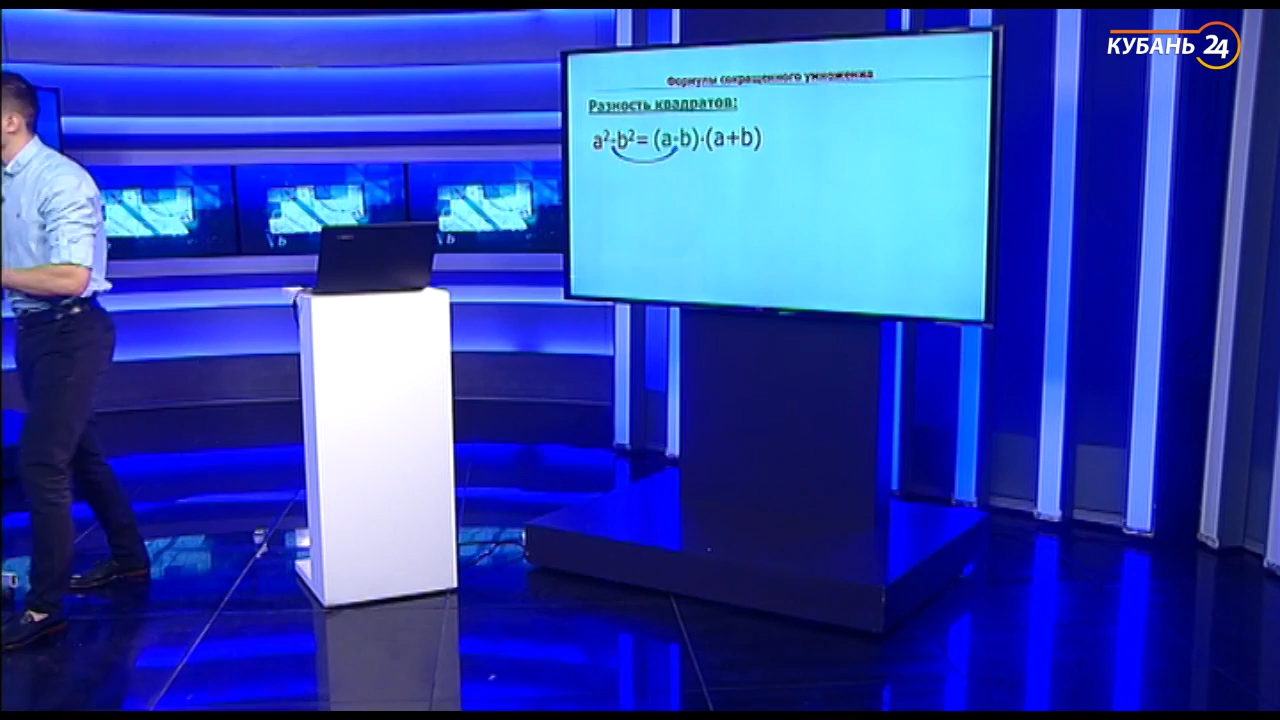 КУБАНЬ 24
Формулы сокращенного умножения
Разность квадратов:
a²-b²= (a-b)·(a+b)
√b
√b